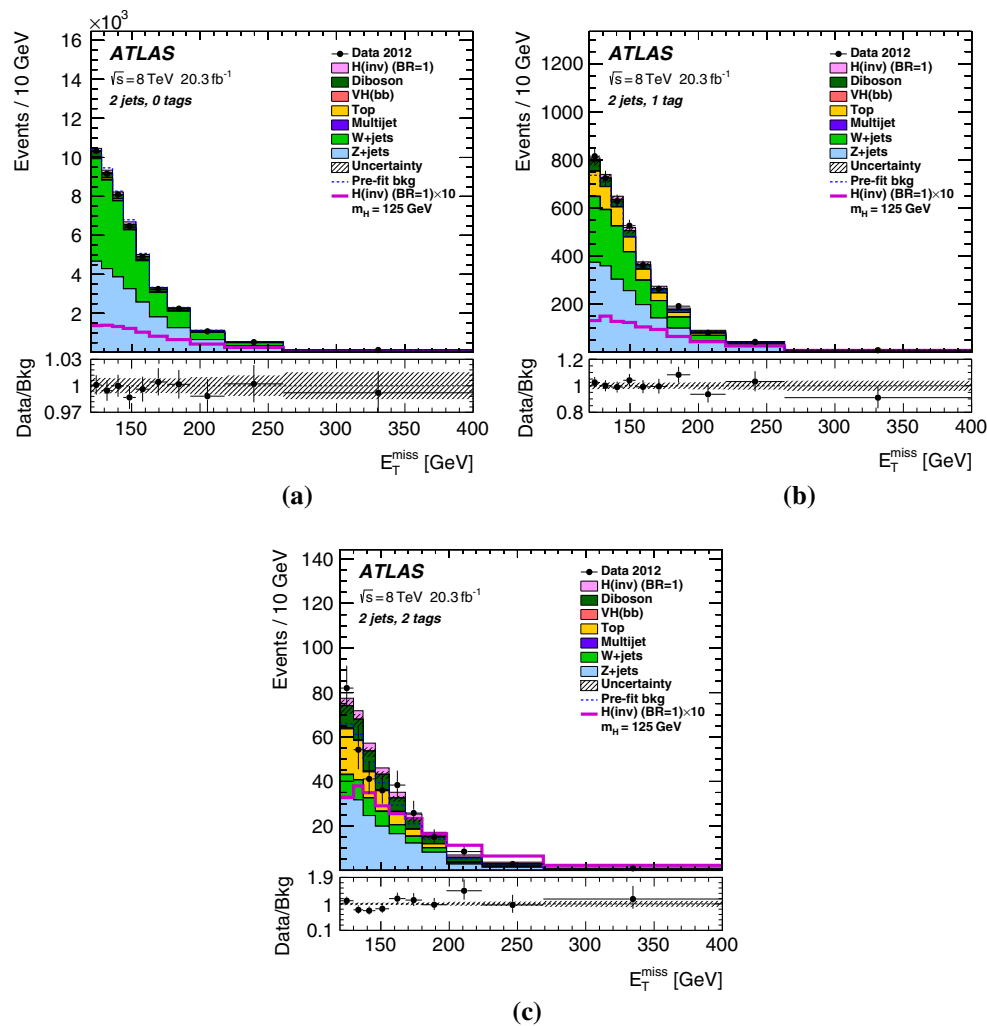 ×10³
16
14
12
10
8
6
4
2
Events / 10 GeV
ATLAS
√s = 8 TeV 20.3 fb⁻¹
2 jets, 0 tags
Data 2012
H(inv) (BR=1)
Diboson
VH(bb)
Top
Multijet
W+jets
Z+jets
Uncertainty
Pre-fit bkg
H(inv) (BR=1)×10
m_H = 125 GeV
1.03
1
0.97
Data/Bkg
150 200 250 300 350 400
E_T^miss [GeV]
(a)
1200
1000
800
600
400
200
Events / 10 GeV
ATLAS
√s = 8 TeV 20.3 fb⁻¹
2 jets, 1 tag
Data 2012
H(inv) (BR=1)
Diboson
VH(bb)
Top
Multijet
W+jets
Z+jets
Uncertainty
Pre-fit bkg
H(inv) (BR=1)×10
m_H = 125 GeV
1.2
1
0.8
Data/Bkg
150 200 250 300 350 400
E_T^miss [GeV]
(b)
140
120
100
80
60
40
20
Events / 10 GeV
ATLAS
√s = 8 TeV 20.3 fb⁻¹
2 jets, 2 tags
Data 2012
H(inv) (BR=1)
Diboson
VH(bb)
Top
Multijet
W+jets
Z+jets
Uncertainty
Pre-fit bkg
H(inv) (BR=1)×10
m_H = 125 GeV
1.9
1
0.1
Data/Bkg
150 200 250 300 350 400
E_T^miss [GeV]
(c)